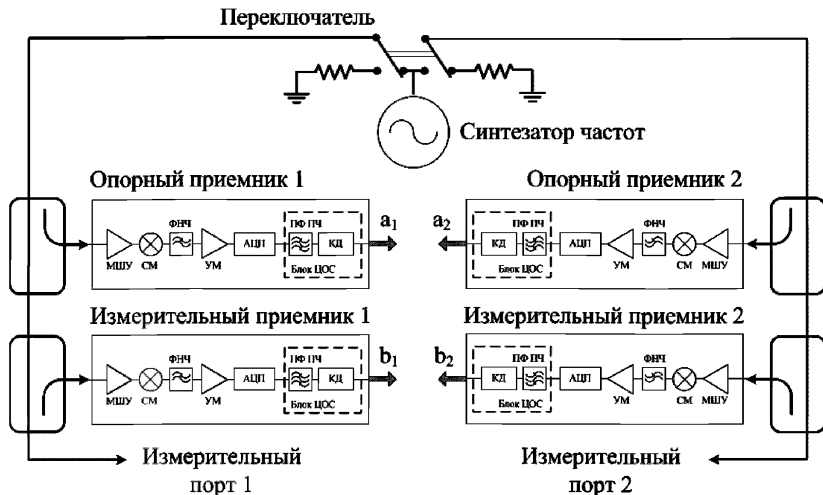 Переключатель
Синтезатор частот
Опорный приемник 1
Опорный приемник 2
ФНЧ
ПФ ПЧ
a1
МШУ
СМ
УМ
АЦП
КД
Блок ЦОС
a2
ПФ ПЧ
ФНЧ
КД
АЦП
УМ
СМ
МШУ
Блок ЦОС
Измерительный приемник 1
Измерительный приемник 2
ФНЧ
ПФ ПЧ
b1
МШУ
СМ
УМ
АЦП
КД
Блок ЦОС
b2
ПФ ПЧ
ФНЧ
КД
АЦП
УМ
СМ
МШУ
Блок ЦОС
Измерительный
порт 1
Измерительный
порт 2